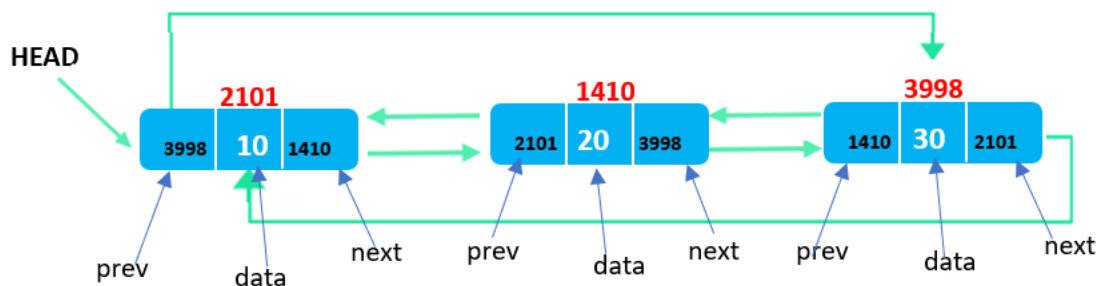 HEAD
2101
1410
3998
3998 10 1410
2101 20 3998
1410 30 2101
prev
data
next
prev
data
next
prev
data
next